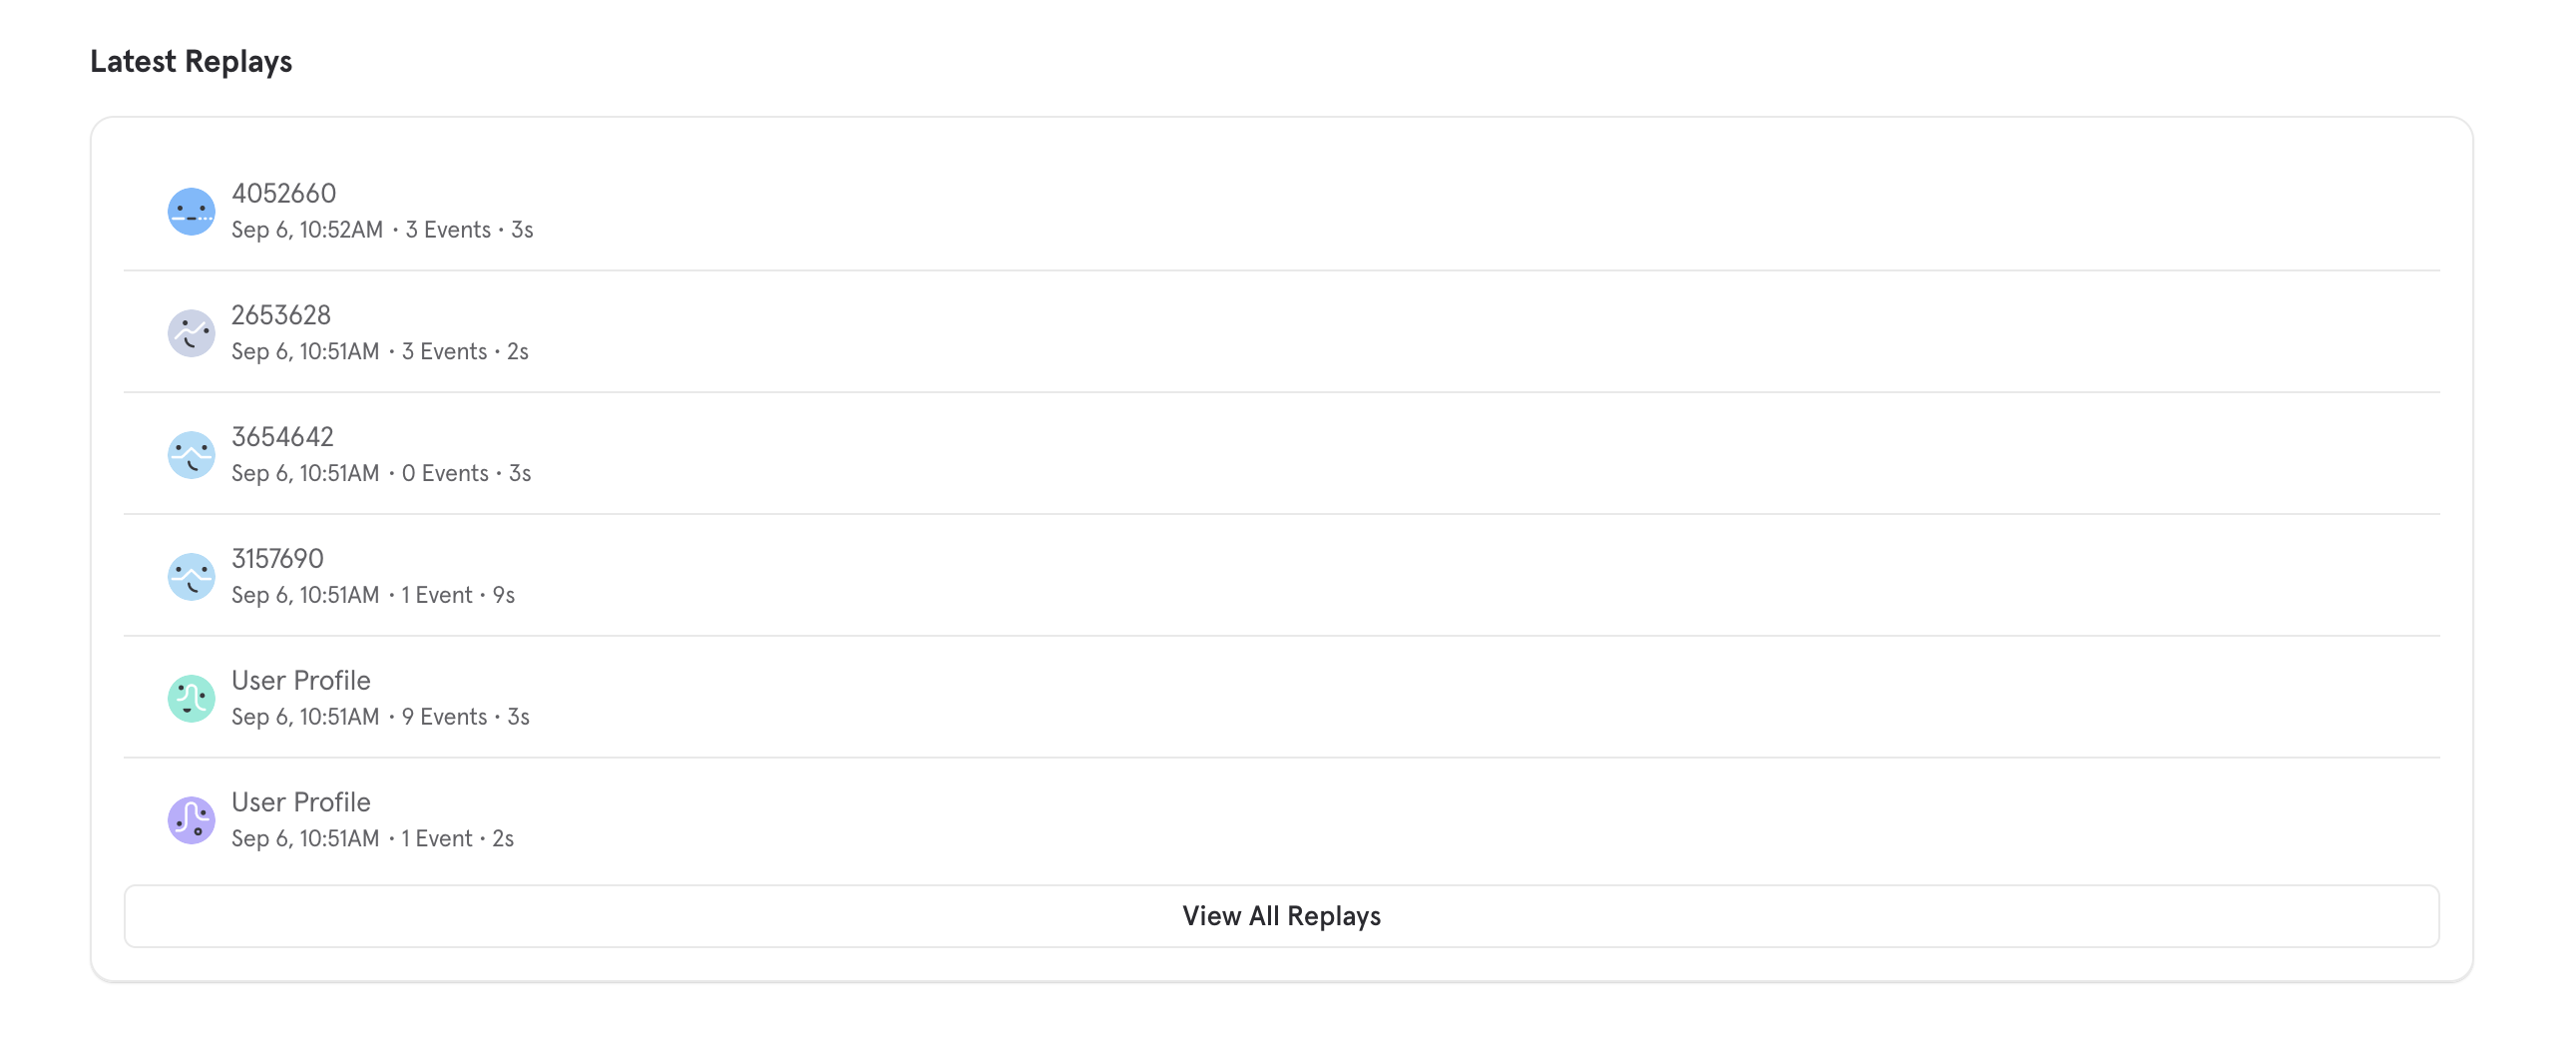 Latest Replays
4052660
Sep 6, 10:52AM • 3 Events • 3s
2653628
Sep 6, 10:51AM • 3 Events • 2s
3654642
Sep 6, 10:51AM • 0 Events • 3s
3157690
Sep 6, 10:51AM • 1 Event • 9s
User Profile
Sep 6, 10:51AM • 9 Events • 3s
User Profile
Sep 6, 10:51AM • 1 Event • 2s
View All Replays